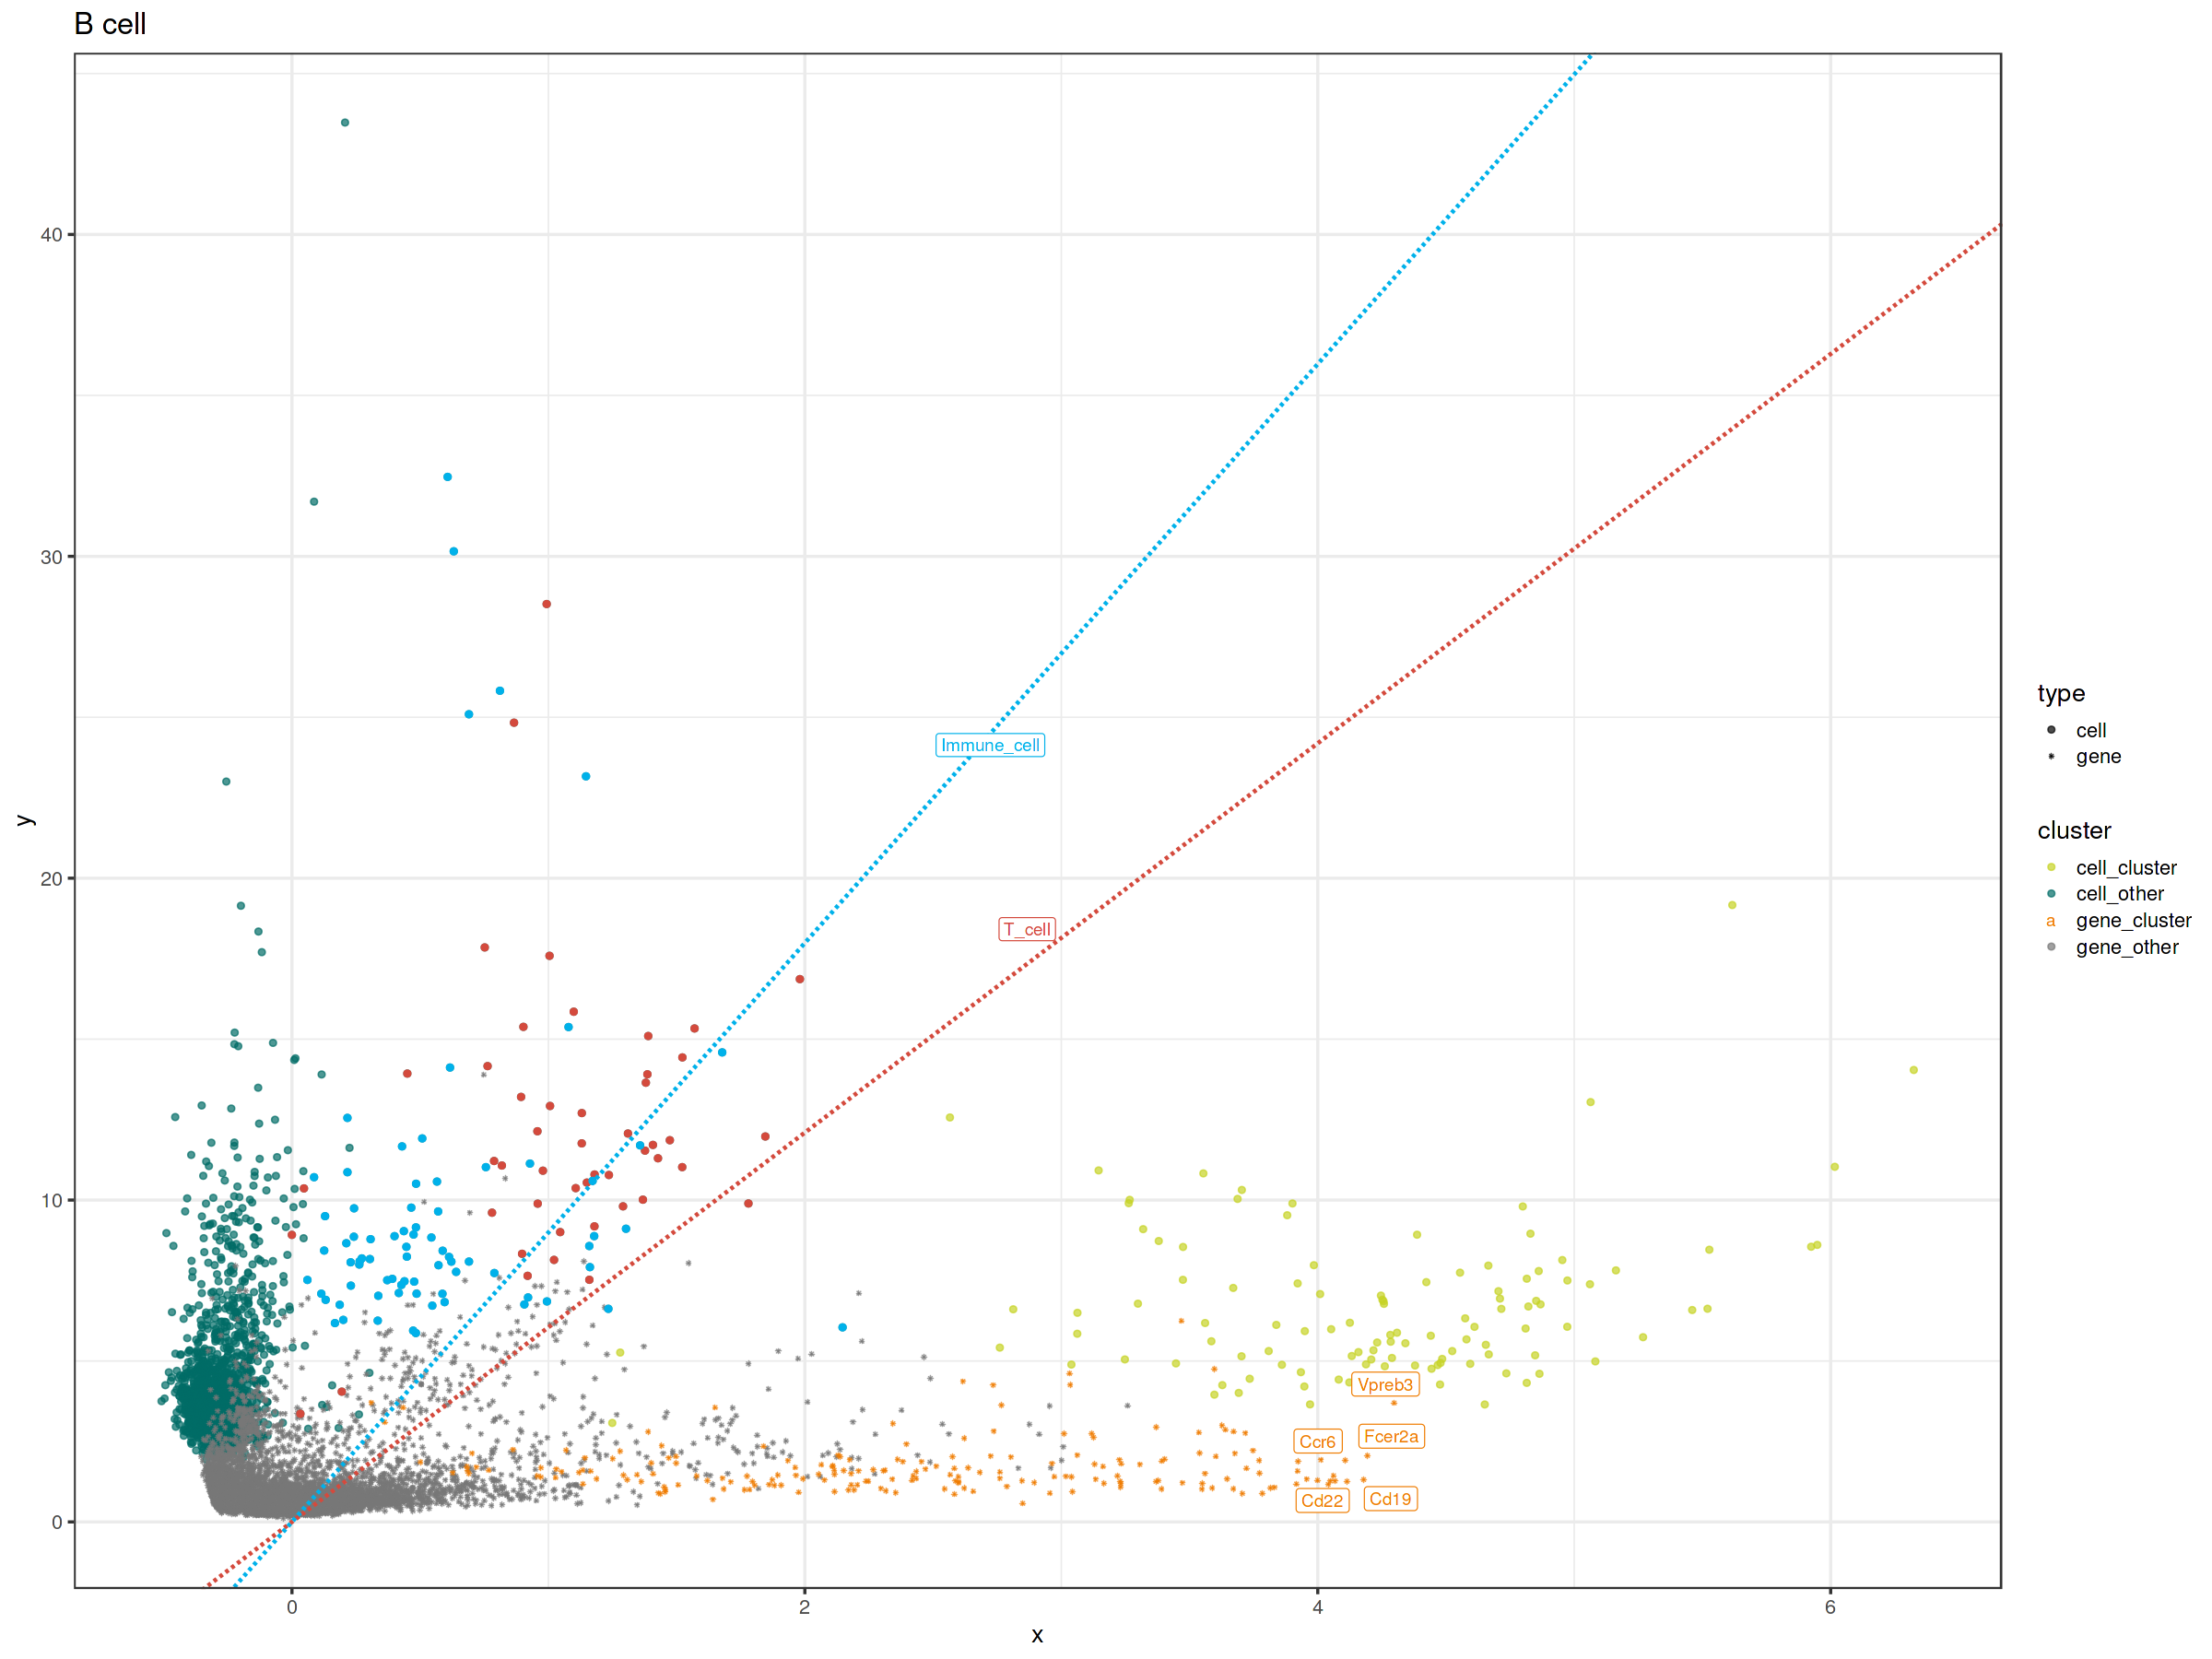 B cell
40
30
20
10
0
y
Immune_cell
T_cell
Vpreb3
Ccr6
Fcer2a
Cd22
Cd19
0
2
4
6
x
type
cell
gene
cluster
cell_cluster
cell_other
a gene_cluster
gene_other